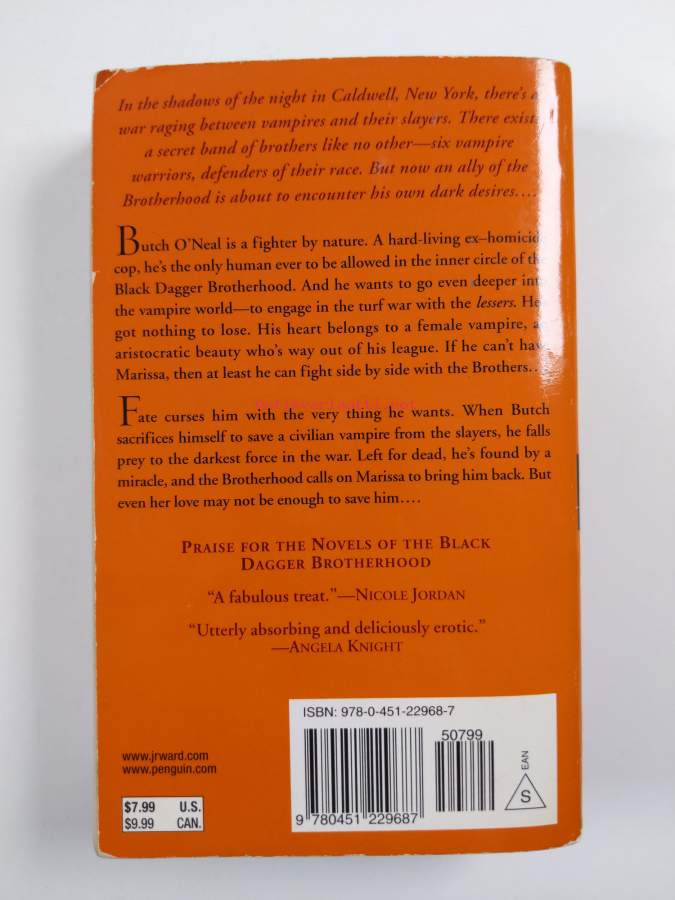 In the shadows of the night in Caldwell, New York, there's a
war raging between vampires and their slayers. There exists
a secret band of brothers like no other—six vampire
warriors, defenders of their race. But now an ally of the
Brotherhood is about to encounter his own dark desires....
Butch O'Neal is a fighter by nature. A hard-living ex–homicide
cop, he's the only human ever to be allowed in the inner circle of the
Black Dagger Brotherhood. And he wants to go even deeper into
the vampire world—to engage in the turf war with the lessers. He
got nothing to lose. His heart belongs to a female vampire, a
aristocratic beauty who's way out of his league. If he can't have
Marissa, then at least he can fight side by side with the Brothers...
Fate curses him with the very thing he wants. When Butch
sacrifices himself to save a civilian vampire from the slayers, he falls
prey to the darkest force in the war. Left for dead, he's found by a
miracle, and the Brotherhood calls on Marissa to bring him back. But
even her love may not be enough to save him....
PRAISE FOR THE NOVELS OF THE BLACK
DAGGER BROTHERHOOD
"A fabulous treat."—NICOLE JORDAN
"Utterly absorbing and deliciously erotic."
—ANGELA KNIGHT
ISBN: 978-0-451-22968-7
50799
EAN
S
9 780451 229687
www.jrward.com
www.penguin.com
$7.99 U.S.
$9.99 CAN.